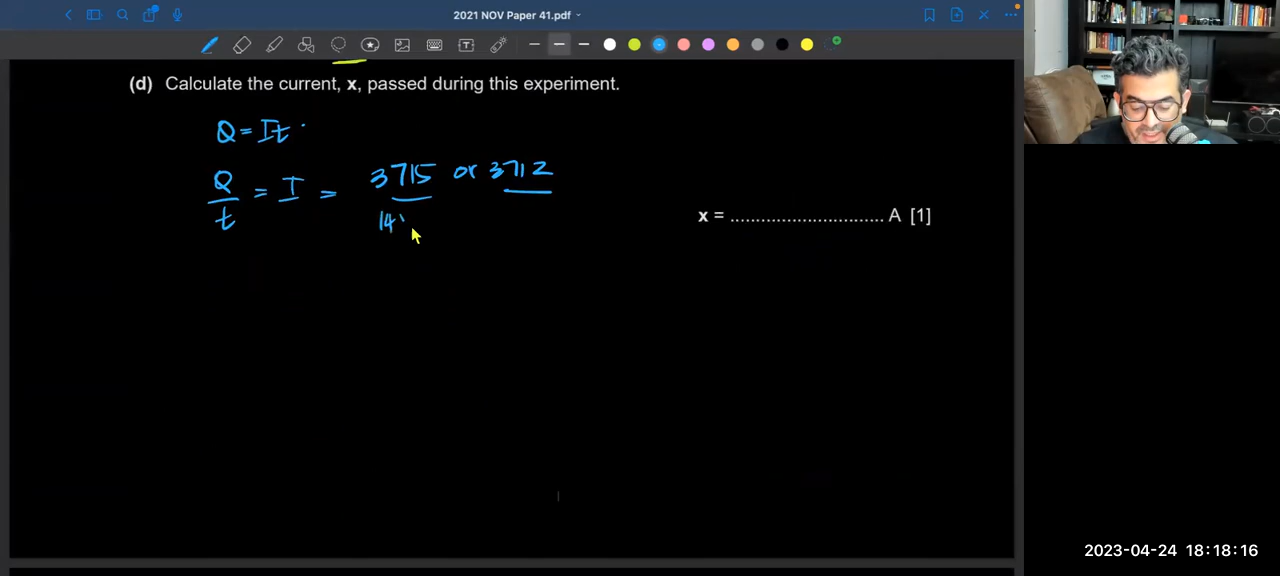 2021 NOV Paper 41.pdf
(d) Calculate the current, x, passed during this experiment.
Q = It
Q/t = I = 3715 or 3712
14
x = ............................. A [1]
2023-04-24 18:18:16